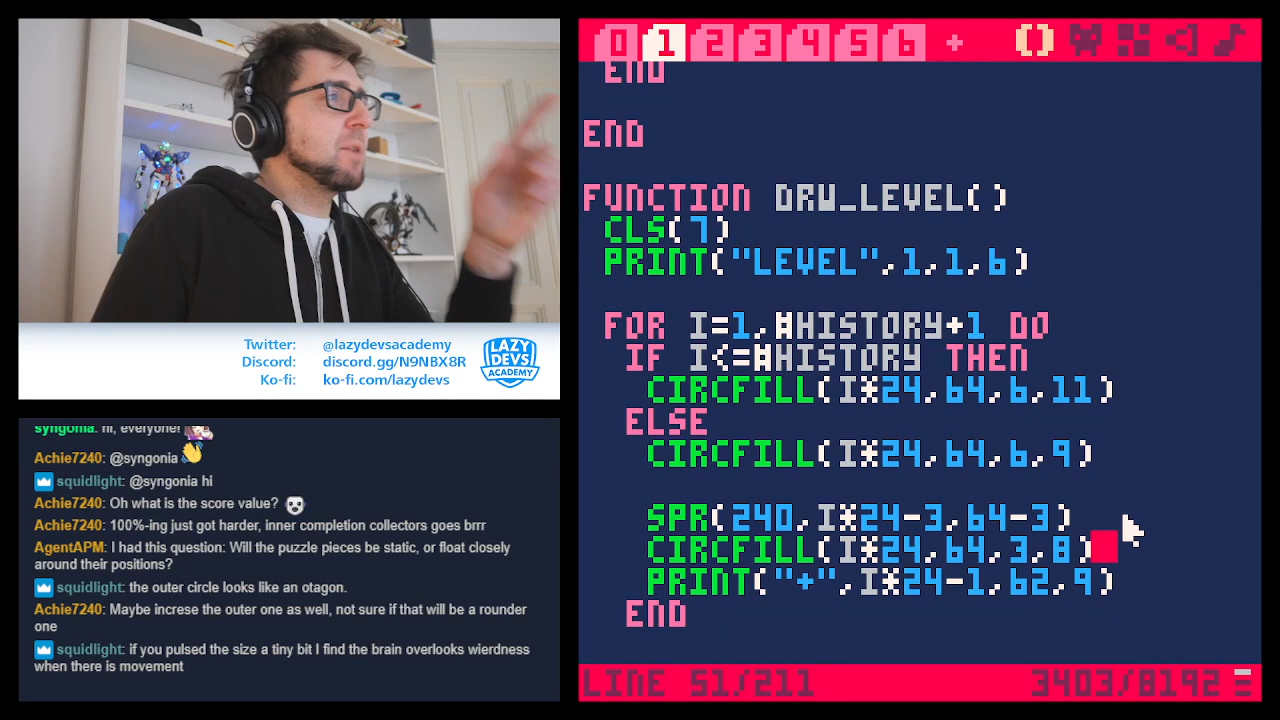 Twitter: @lazydevsacademy
Discord: discord.gg/N9NBX8R
Ko-fi: ko-fi.com/lazydevs
LAZY
DEVS
ACADEMY
syngonia: hi, everyone!
Achie7240: @syngonia
squidlight: @syngonia hi
Achie7240: Oh what is the score value?
Achie7240: 100%-ing just got harder, inner completion collectors goes brrr
AgentAPM: I had this question: Will the puzzle pieces be static, or float closely
around their positions?
squidlight: the outer circle looks like an otagon.
Achie7240: Maybe increse the outer one as well, not sure if that will be a rounder
one
squidlight: if you pulsed the size a tiny bit I find the brain overlooks wierdness
when there is movement
0 1 2 3 4 5 6 +
END
END
FUNCTION DRW_LEVEL()
CLS(7)
PRINT("LEVEL",1,1,6)
FOR I=1,#HISTORY+1 DO
IF I<=#HISTORY THEN
CIRCFILL(I*24,64,6,11)
ELSE
CIRCFILL(I*24,64,6,9)
SPR(240,I*24-3,64-3)
CIRCFILL(I*24,64,3,8)
PRINT("+",I*24-1,62,9)
END
LINE 51/211 3403/8192